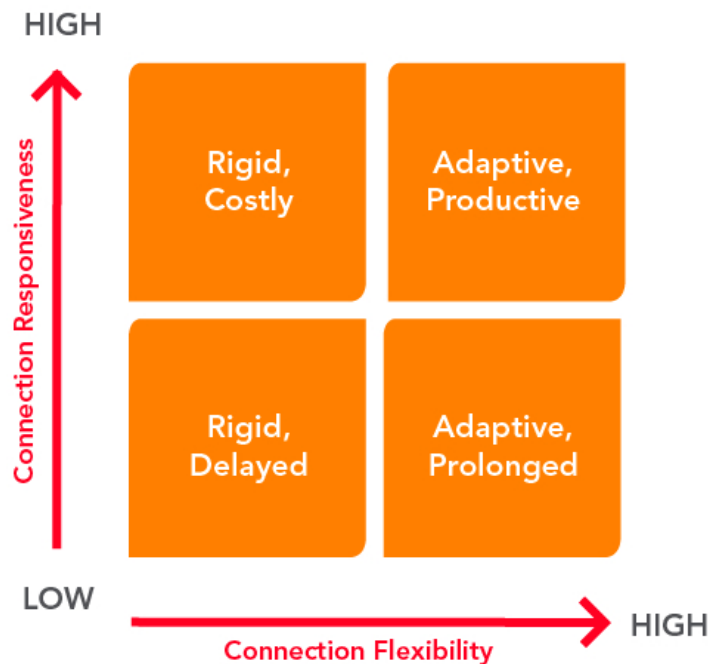 HIGH
Connection Responsiveness
Rigid,
Costly
Adaptive,
Productive
Rigid,
Delayed
Adaptive,
Prolonged
LOW
HIGH
Connection Flexibility